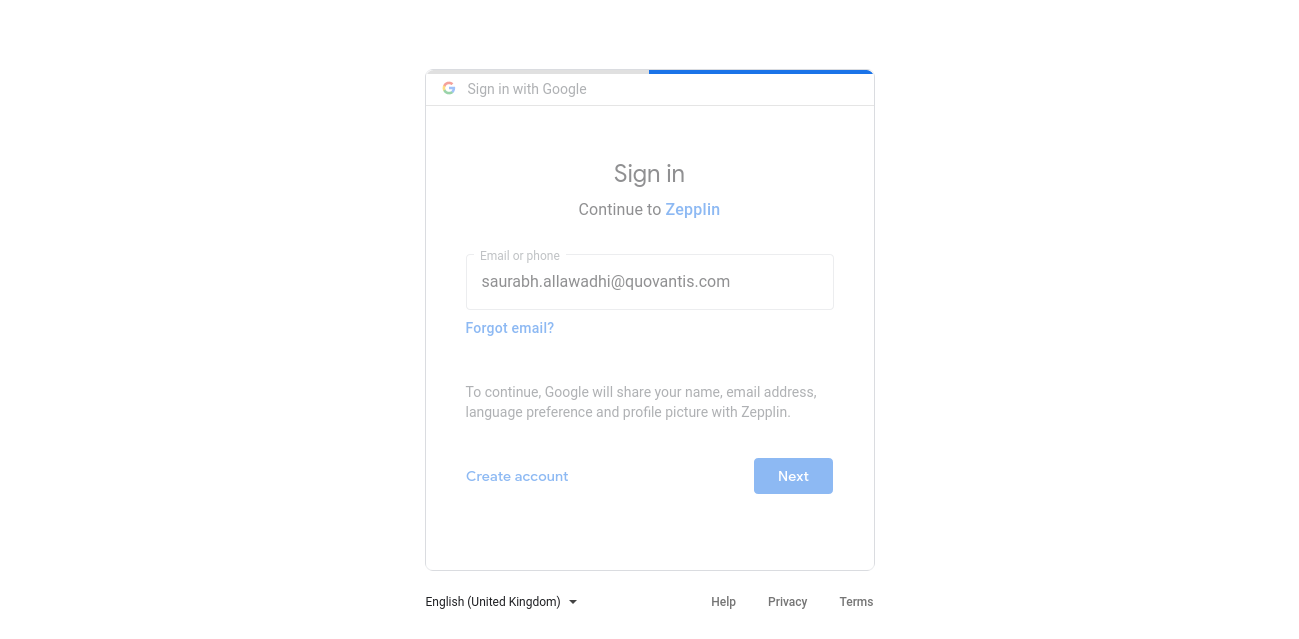 Sign in with Google
Sign in
Continue to Zepplin
Email or phone
saurabh.allawadhi@quovantis.com
Forgot email?
To continue, Google will share your name, email address,
language preference and profile picture with Zepplin.
Create account
Next
English (United Kingdom)
Help
Privacy
Terms